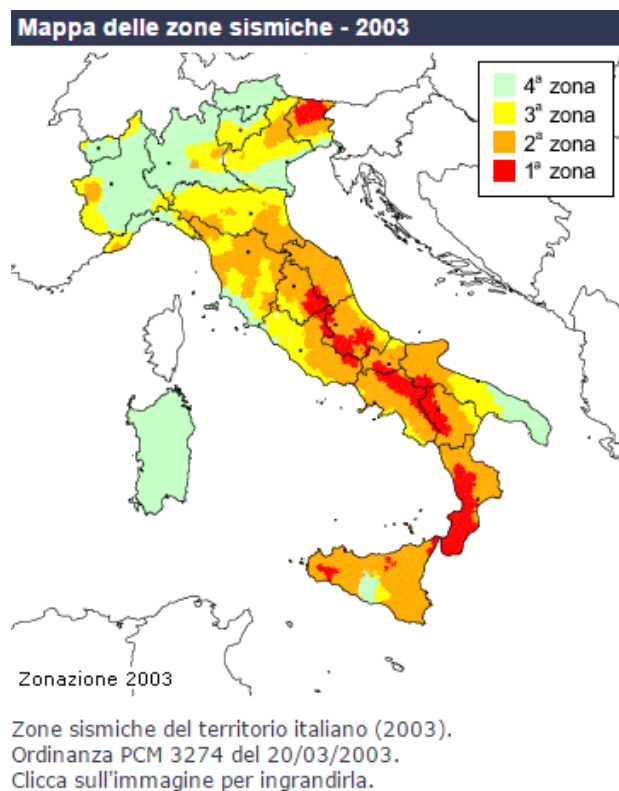 Mappa delle zone sismiche - 2003
4ª zona
3ª zona
2ª zona
1ª zona
Zonazione 2003
Zone sismiche del territorio italiano (2003).
Ordinanza PCM 3274 del 20/03/2003.
Clicca sull'immagine per ingrandirla.